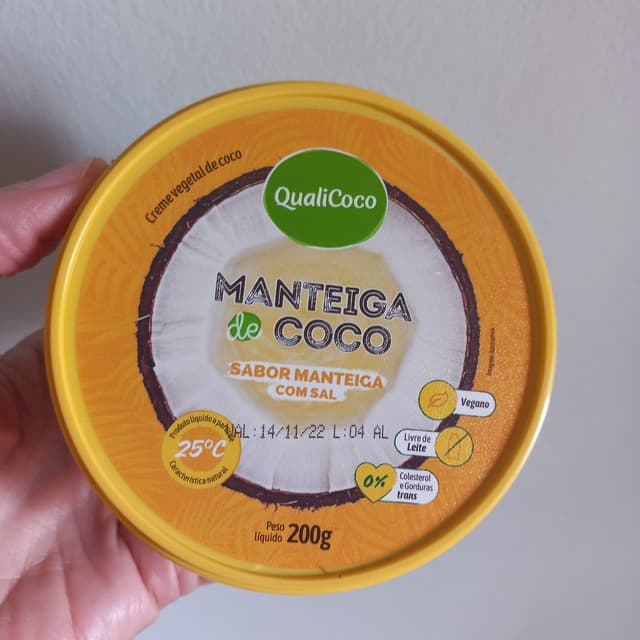 Creme vegetal de coco
QualiCoco
MANTEIGA
de COCO
SABOR MANTEIGA
COM SAL
VAL:14/11/22 L:04 AL
Produto líquido a partir de
25°C
Característica natural
Vegano
Livre de
Leite
0%
Colesterol
e Gorduras
trans
Peso
líquido 200g